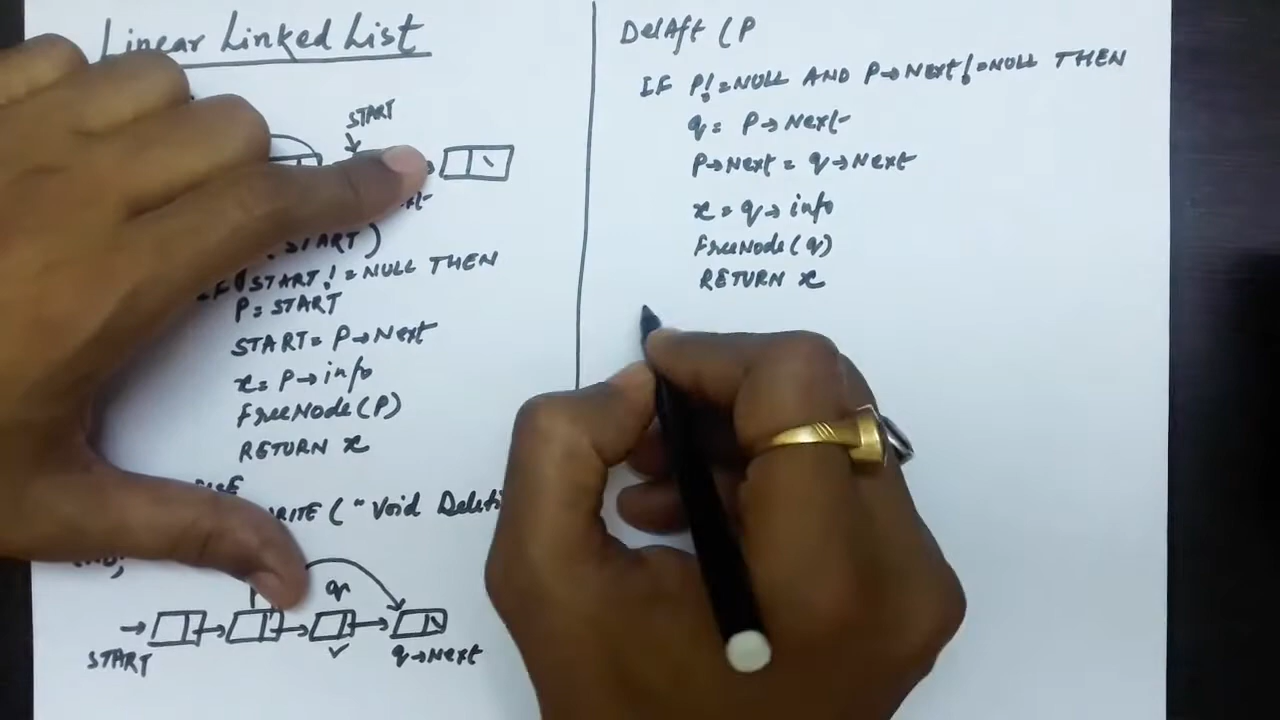 Linear Linked List
START
START)
START != NULL THEN
P = START
START = P→Next
x = P→info
FreeNode(P)
RETURN x
("Void Deleti
q
START
q→Next
DelAft (P
IF P != NULL AND P→Next != NULL THEN
q = P→Next
P→Next = q→Next
x = q→info
FreeNode(q)
RETURN x